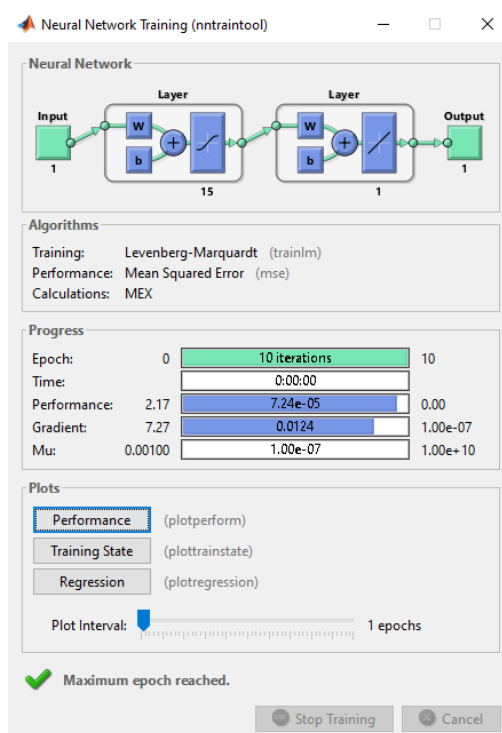 Neural Network Training (nntraintool)
Neural Network
Layer Layer
Input Output
W W
b b
1 15 1 1
Algorithms
Training: Levenberg-Marquardt (trainlm)
Performance: Mean Squared Error (mse)
Calculations: MEX
Progress
Epoch: 0 10 iterations 10
Time: 0:00:00
Performance: 2.17 7.24e-05 0.00
Gradient: 7.27 0.0124 1.00e-07
Mu: 0.00100 1.00e-07 1.00e+10
Plots
Performance (plotperform)
Training State (plottrainstate)
Regression (plotregression)
Plot Interval: 1 epochs
Maximum epoch reached.
Stop Training Cancel